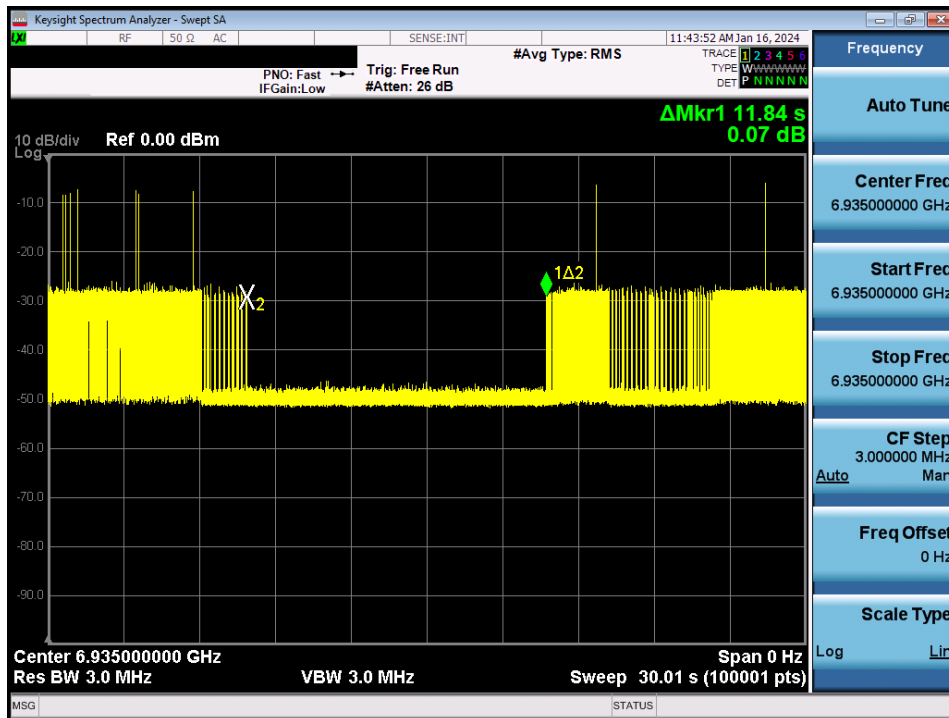 Keysight Spectrum Analyzer - Swept SA
LXI RF 50 Ω AC SENSE:INT 11:43:52 AM Jan 16, 2024
#Avg Type: RMS
TRACE 1 2 3 4 5 6
TYPE WWWWWW
DET P N N N N N
PNO: Fast
IFGain:Low
Trig: Free Run
#Atten: 26 dB
ΔMkr1 11.84 s
0.07 dB
10 dB/div
Log
Ref 0.00 dBm
-10.0
-20.0
-30.0
-40.0
-50.0
-60.0
-70.0
-80.0
-90.0
X2
1Δ2
Center 6.935000000 GHz
Span 0 Hz
Res BW 3.0 MHz
VBW 3.0 MHz
Sweep 30.01 s (100001 pts)
MSG
STATUS
Frequency
Auto Tune
Center Freq
6.935000000 GHz
Start Freq
6.935000000 GHz
Stop Freq
6.935000000 GHz
CF Step
3.000000 MHz
Auto Man
Freq Offset
0 Hz
Scale Type
Log Lin